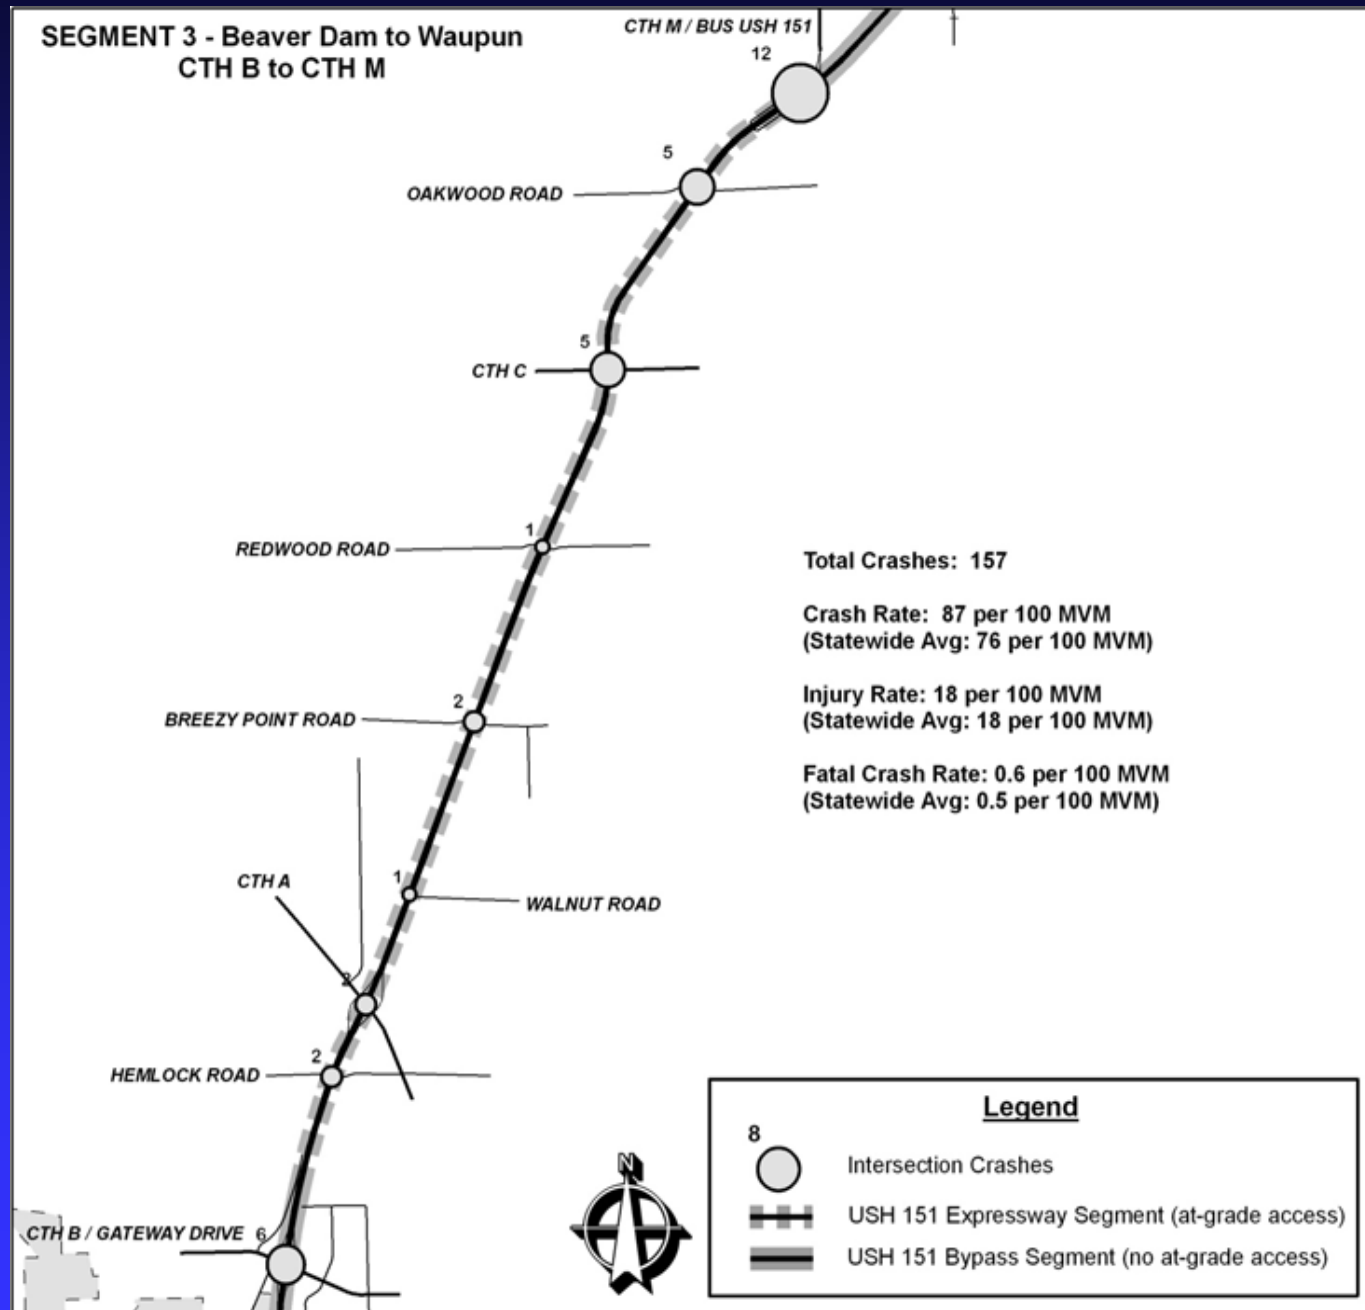 SEGMENT 3 - Beaver Dam to Waupun
CTH B to CTH M
CTH M / BUS USH 151
12
5
OAKWOOD ROAD
5
CTH C
1
REDWOOD ROAD
Total Crashes: 157
Crash Rate: 87 per 100 MVM
(Statewide Avg: 76 per 100 MVM)
Injury Rate: 18 per 100 MVM
(Statewide Avg: 18 per 100 MVM)
Fatal Crash Rate: 0.6 per 100 MVM
(Statewide Avg: 0.5 per 100 MVM)
2
BREEZY POINT ROAD
1
CTH A
WALNUT ROAD
2
2
HEMLOCK ROAD
CTH B / GATEWAY DRIVE 6
N
Legend
8
Intersection Crashes
USH 151 Expressway Segment (at-grade access)
USH 151 Bypass Segment (no at-grade access)